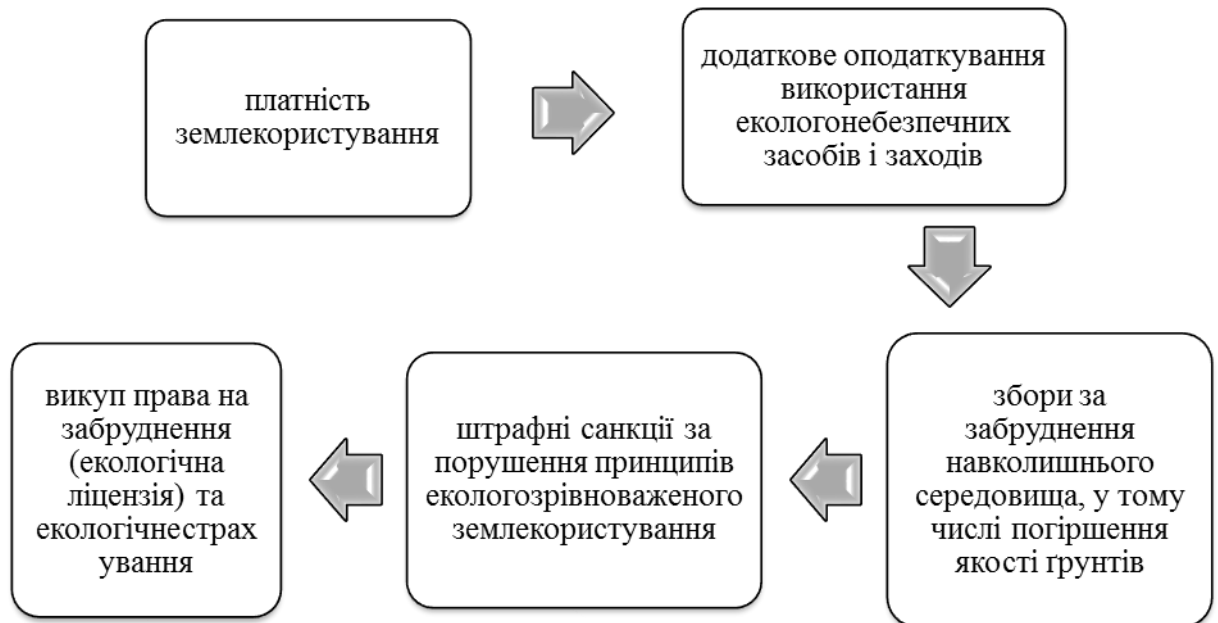 платність
землекористування
додаткове оподаткування
використання
екологонебезпечних
засобів і заходів
збори за
забруднення
навколишнього
середовища, у тому
числі погіршення
якості ґрунтів
штрафні санкції за
порушення принципів
екологозрівноваженого
землекористування
викуп права на
забруднення
(екологічна
ліцензія) та
екологічнестрах
ування